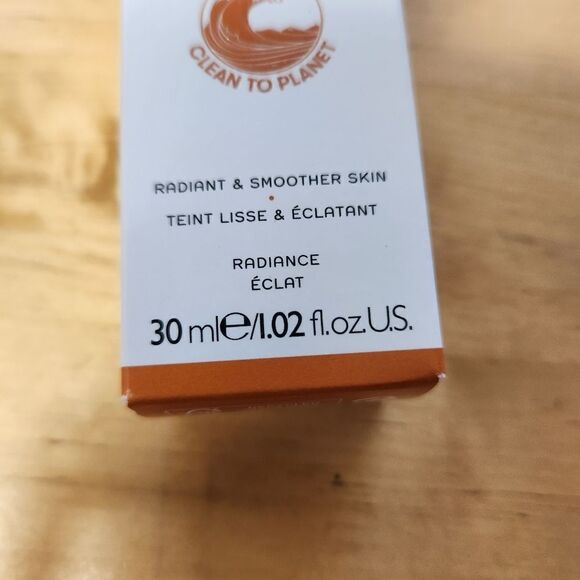 CLEAN TO PLANET
RADIANT & SMOOTHER SKIN
TEINT LISSE & ÉCLATANT
RADIANCE
ÉCLAT
30 ml℮/1.02 fl.oz.U.S.